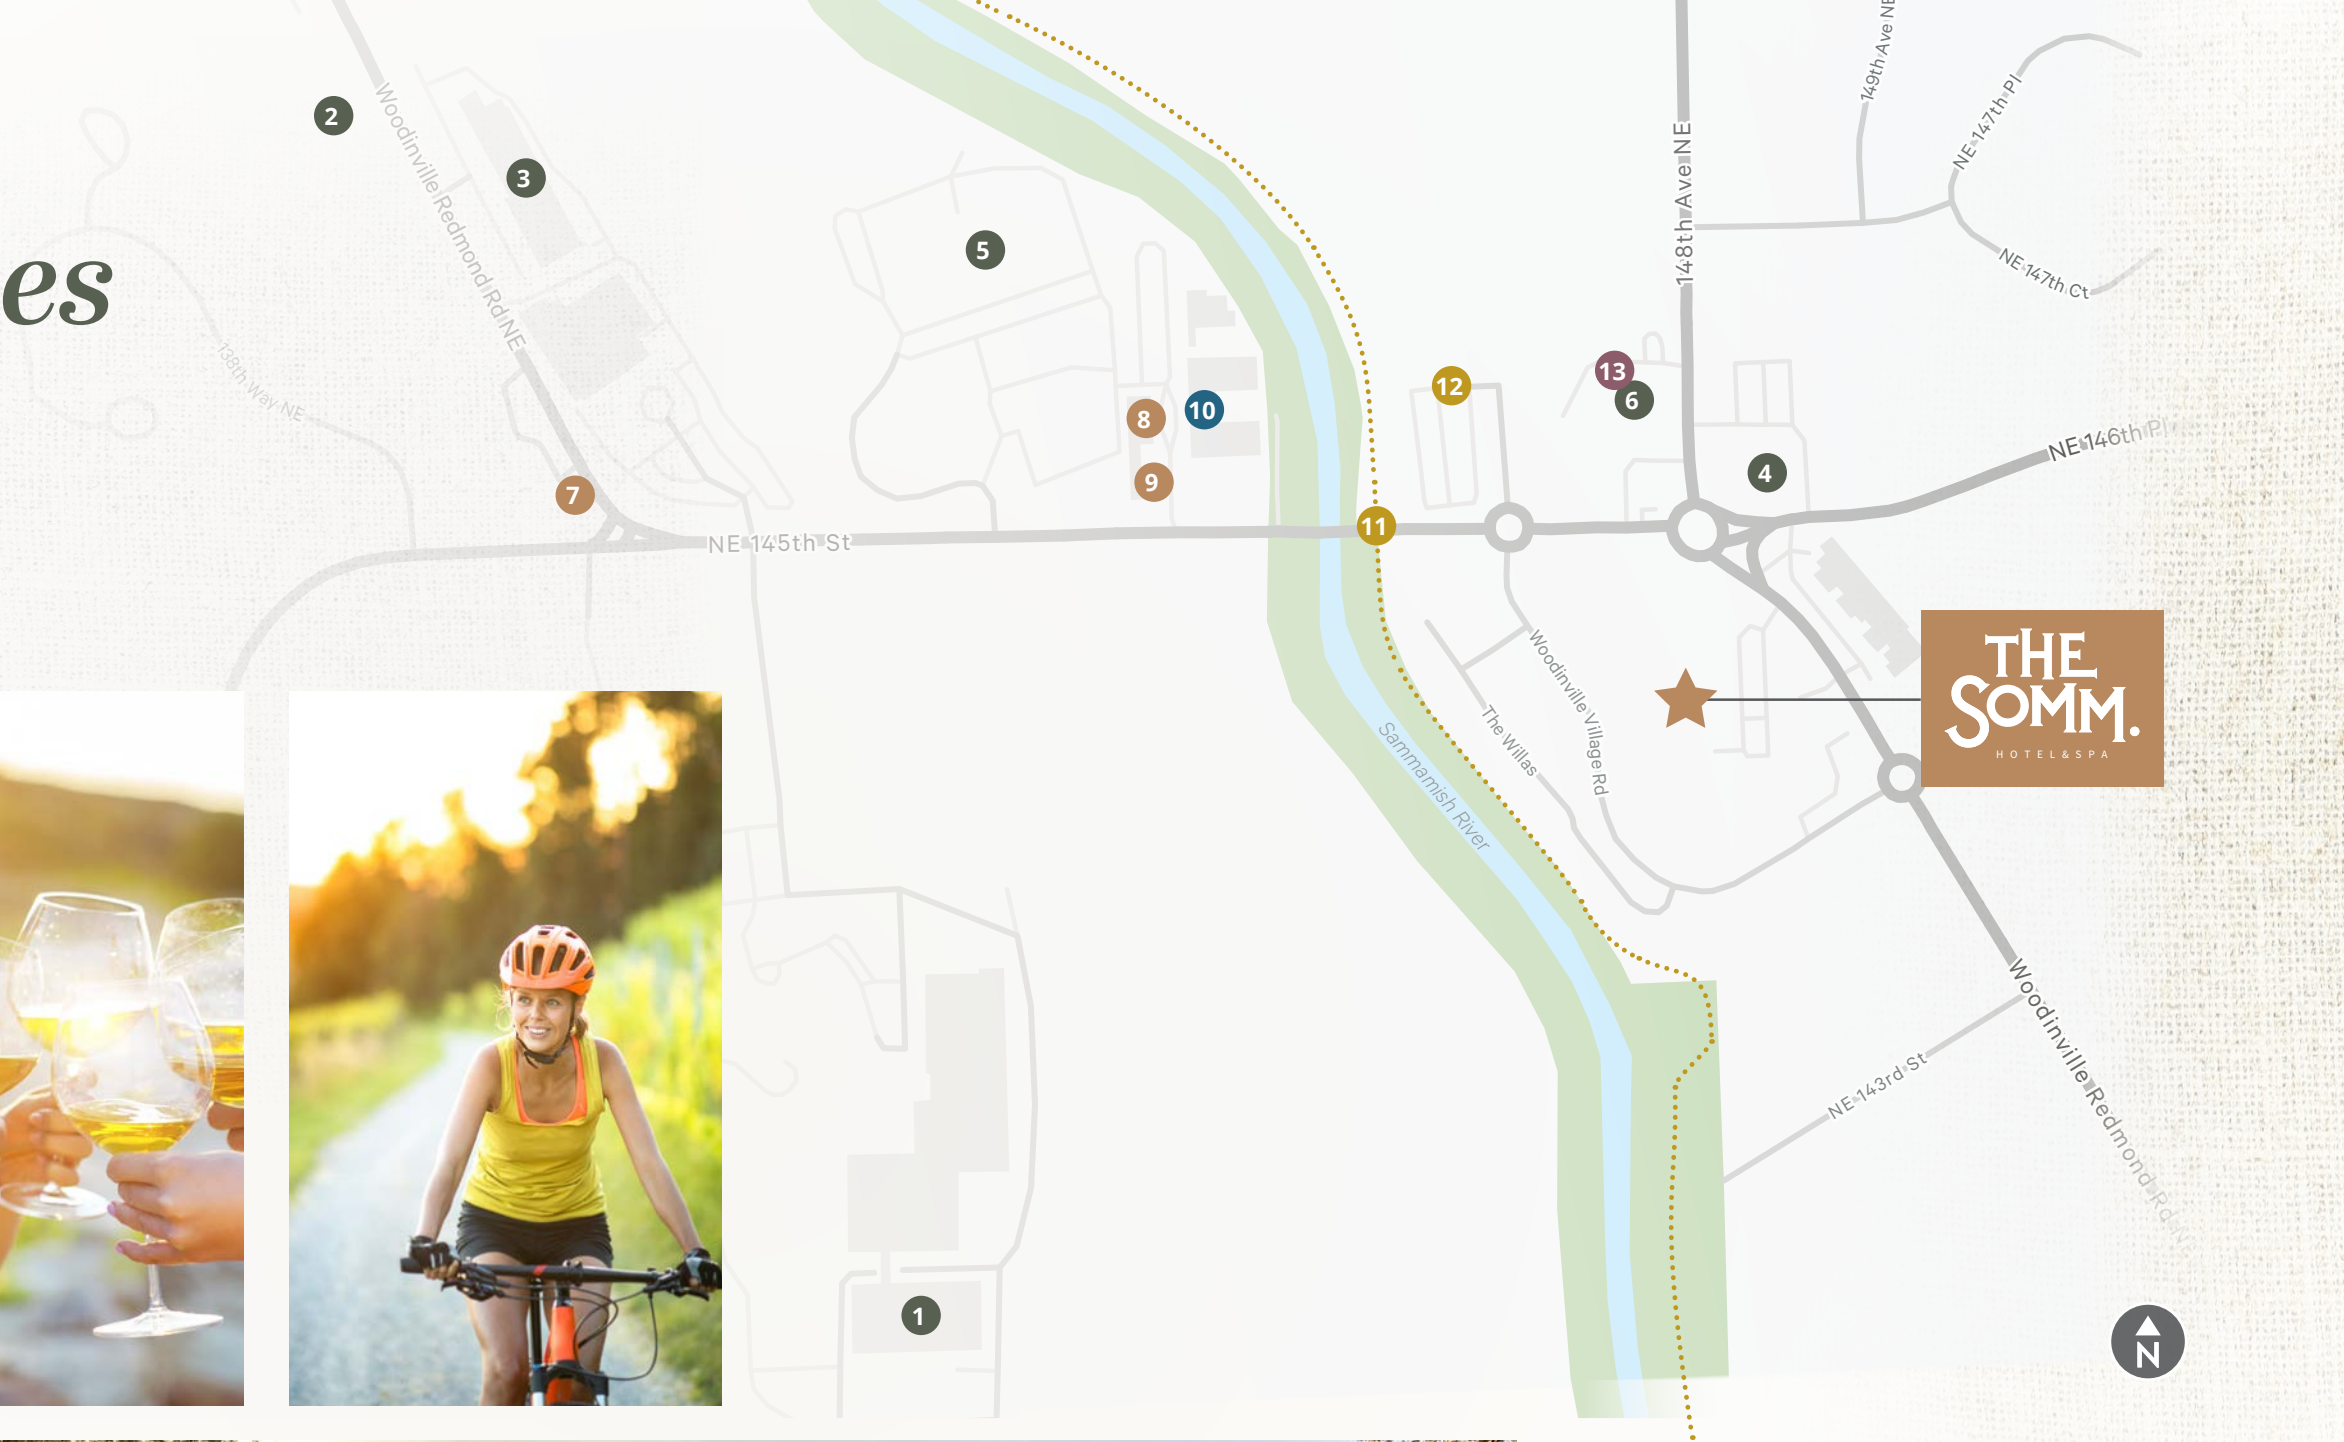 2
3
5
13
12
6
8
10
4
9
7
11
1
es
Woodinville Redmond Rd NE
138th Way NE
NE 145th St
148th Ave NE
149th Ave NE
NE 147th Pl
NE 147th Ct
NE 146th Pl
Woodinville Village Rd
The Willas
Sammamish River
THE
SOMM.
HOTEL&SPA
NE 143rd St
Woodinville Redmond Rd
N